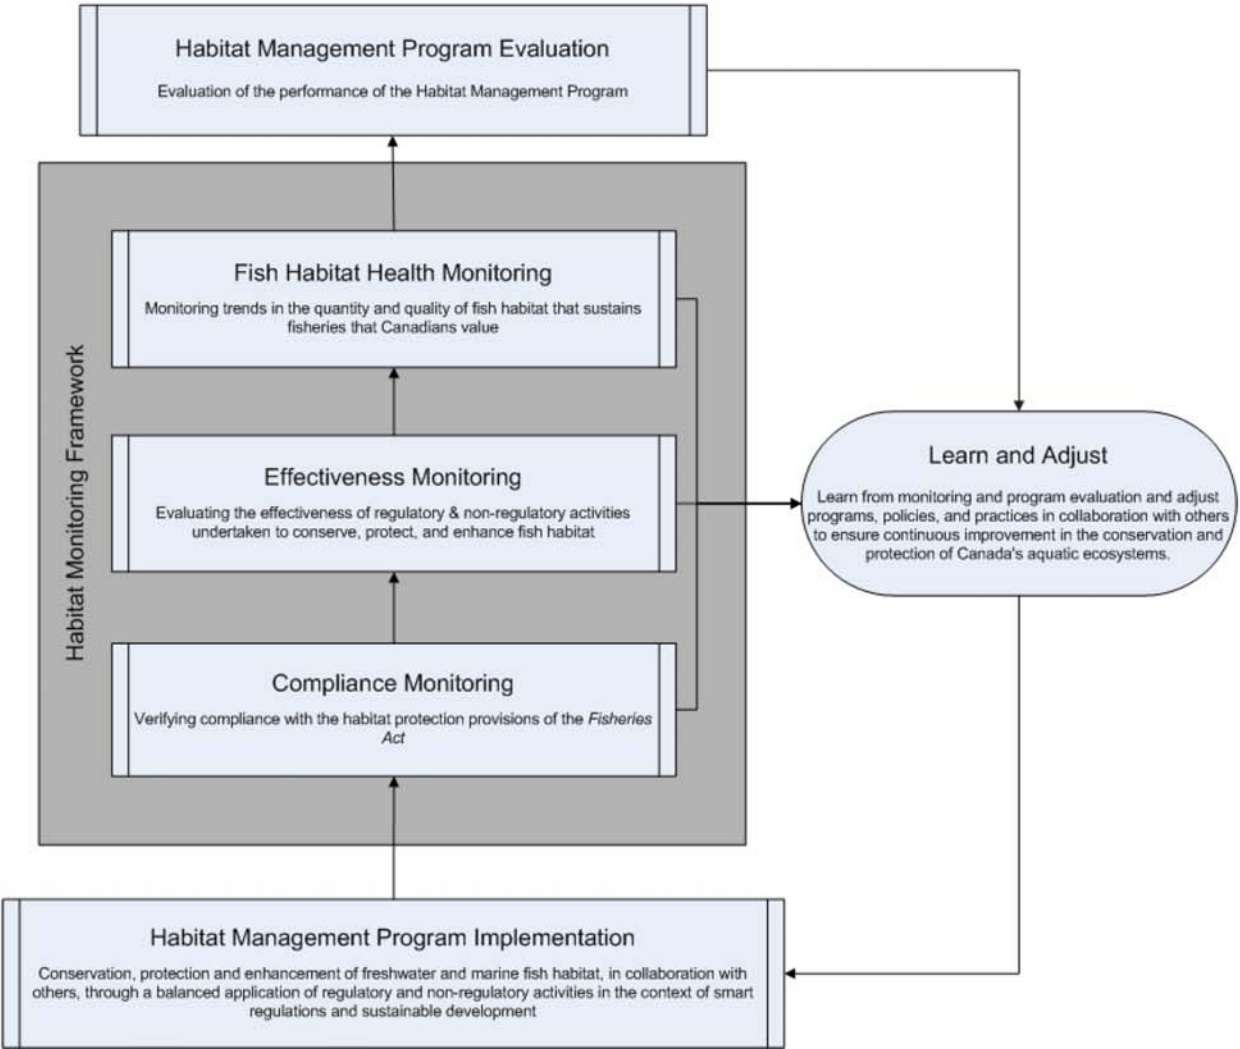 Habitat Management Program Evaluation
Evaluation of the performance of the Habitat Management Program
Habitat Monitoring Framework
Fish Habitat Health Monitoring
Monitoring trends in the quantity and quality of fish habitat that sustains
fisheries that Canadians value
Effectiveness Monitoring
Evaluating the effectiveness of regulatory & non-regulatory activities
undertaken to conserve, protect, and enhance fish habitat
Compliance Monitoring
Verifying compliance with the habitat protection provisions of the Fisheries
Act
Learn and Adjust
Learn from monitoring and program evaluation and adjust
programs, policies, and practices in collaboration with others
to ensure continuous improvement in the conservation and
protection of Canada's aquatic ecosystems.
Habitat Management Program Implementation
Conservation, protection and enhancement of freshwater and marine fish habitat, in collaboration with
others, through a balanced application of regulatory and non-regulatory activities in the context of smart
regulations and sustainable development